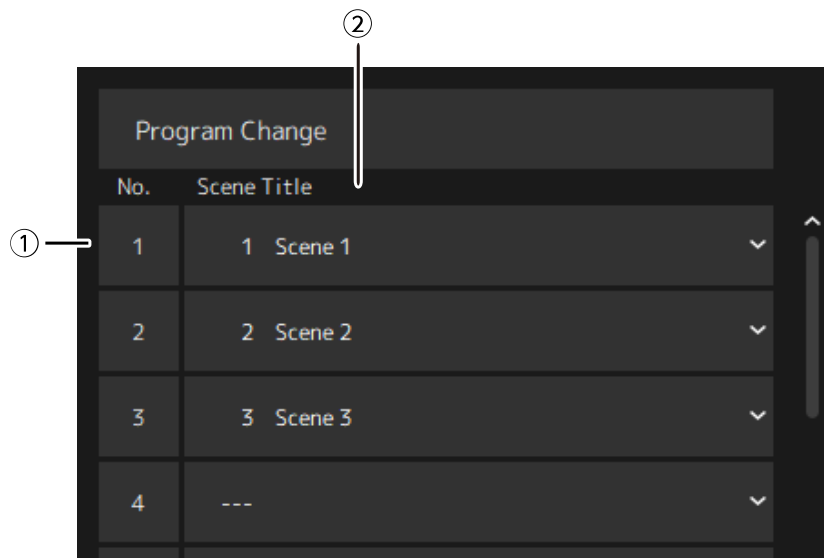 ②
Program Change
No. Scene Title
① 1 1 Scene 1
2 2 Scene 2
3 3 Scene 3
4 ---